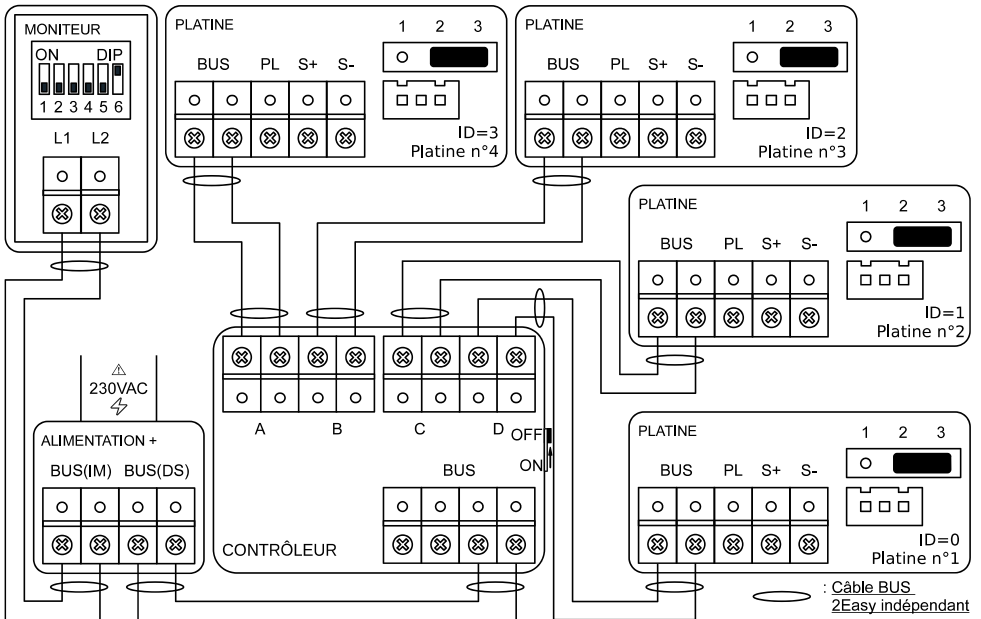 MONITEUR
ON DIP
1 2 3 4 5 6
L1 L2
PLATINE
1 2 3
BUS PL S+ S-
ID=3
Platine n°4
PLATINE
1 2 3
BUS PL S+ S-
ID=2
Platine n°3
PLATINE
1 2 3
BUS PL S+ S-
ID=1
Platine n°2
230VAC
ALIMENTATION +
BUS(IM) BUS(DS)
A B C D
OFF
ON
BUS
CONTRÔLEUR
PLATINE
1 2 3
BUS PL S+ S-
ID=0
Platine n°1
: Câble BUS
2Easy indépendant